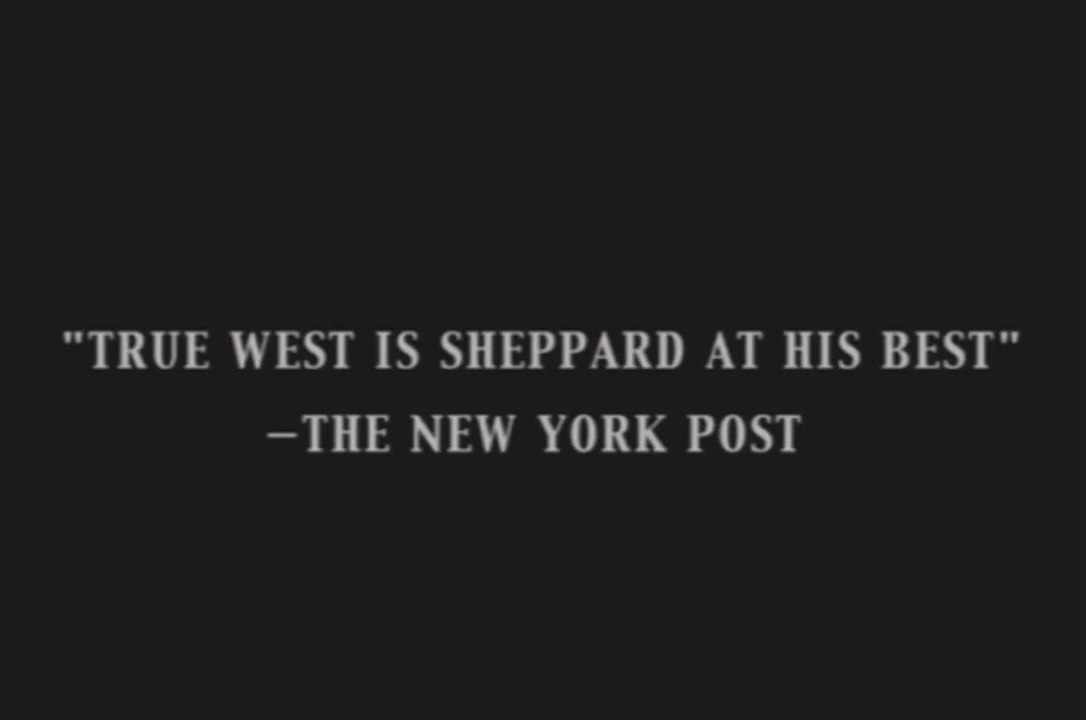 "TRUE WEST IS SHEPPARD AT HIS BEST"
–THE NEW YORK POST